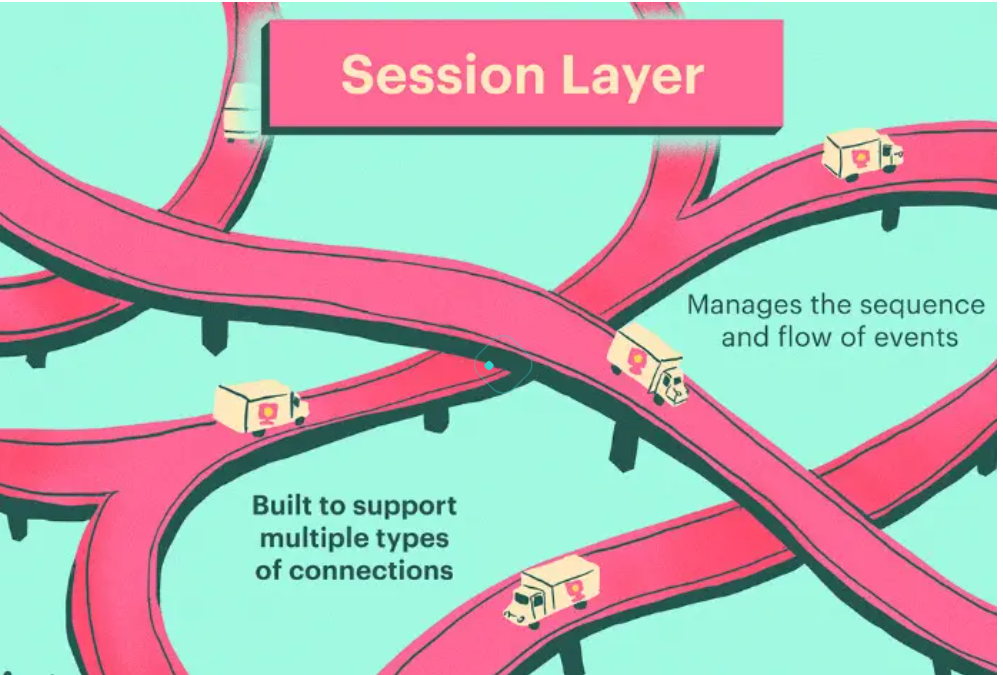 Session Layer
Manages the sequence
and flow of events
Built to support
multiple types
of connections